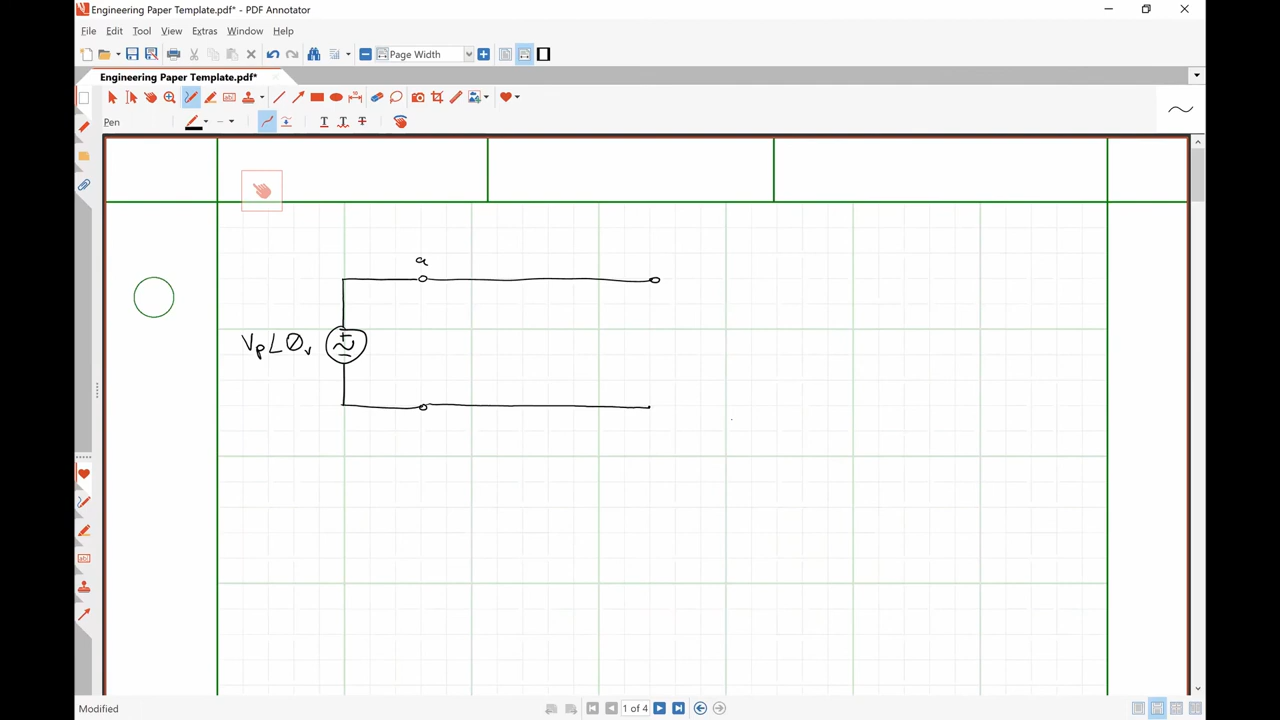 Engineering Paper Template.pdf* - PDF Annotator
File Edit Tool View Extras Window Help
Page Width
Engineering Paper Template.pdf*
Pen
a
Vp∠Øv
1 of 4
Modified